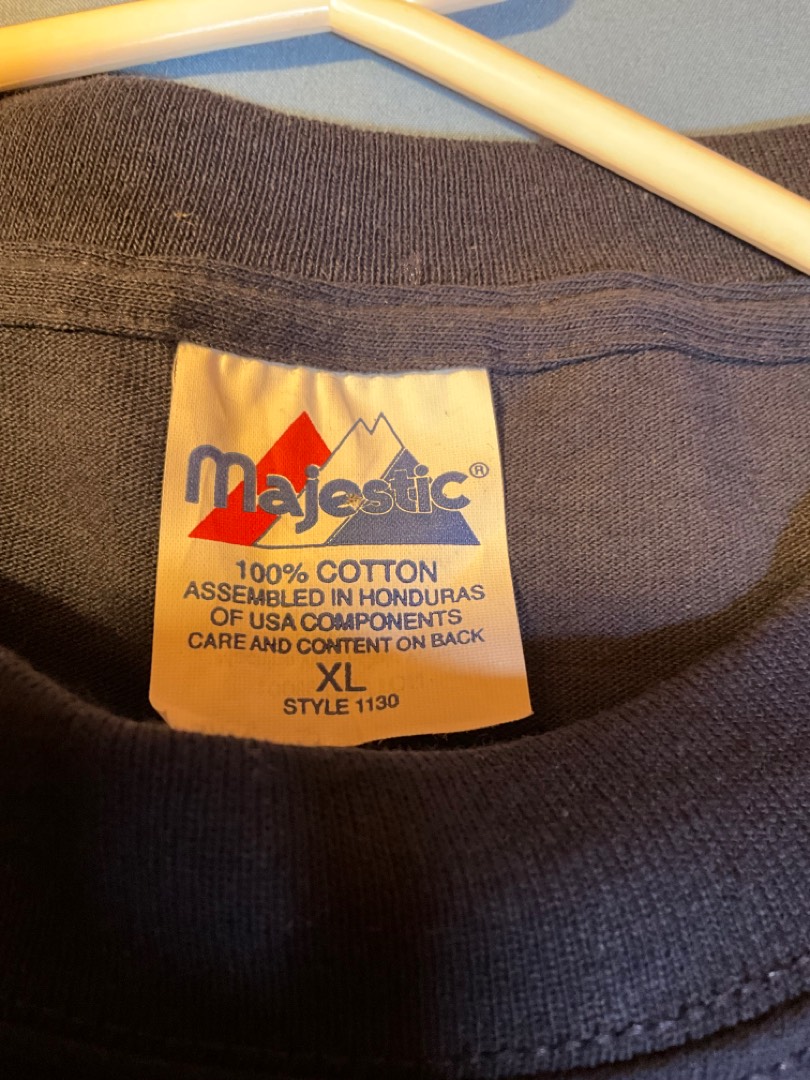 Majestic®
100% COTTON
ASSEMBLED IN HONDURAS
OF USA COMPONENTS
CARE AND CONTENT ON BACK
XL
STYLE 1130